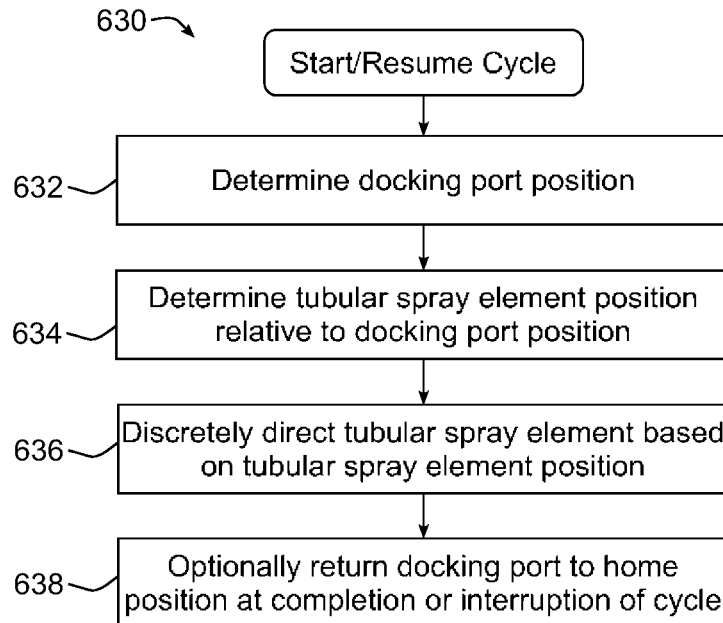 630
Start/Resume Cycle
632
Determine docking port position
634
Determine tubular spray element position
relative to docking port position
636
Discretely direct tubular spray element based
on tubular spray element position
638
Optionally return docking port to home
position at completion or interruption of cycle